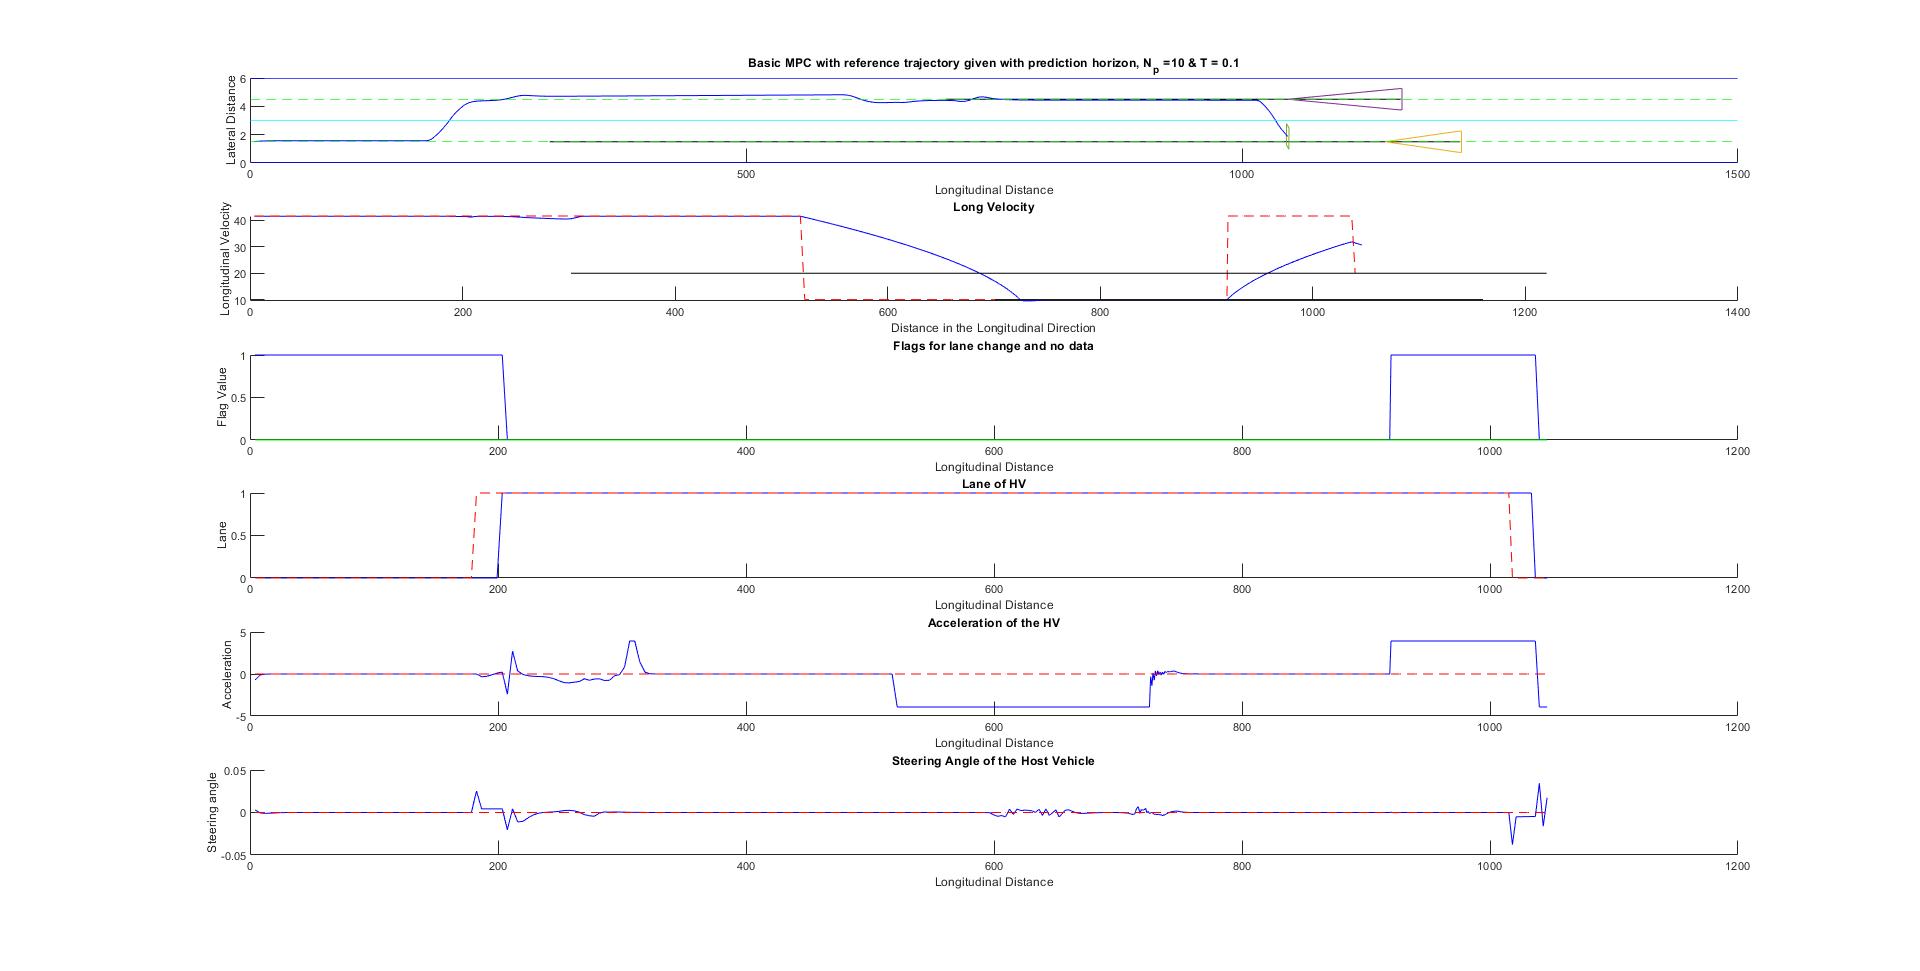 Basic MPC with reference trajectory given with prediction horizon, Np =10 & T = 0.1
Lateral Distance
6
4
2
0
0 500 1000 1500
Longitudinal Distance
Long Velocity
Longitudinal Velocity
40
30
20
10
0 200 400 600 800 1000 1200 1400
Distance in the Longitudinal Direction
Flags for lane change and no data
Flag Value
1
0.5
0
0 200 400 600 800 1000 1200
Longitudinal Distance
Lane of HV
Lane
1
0.5
0
0 200 400 600 800 1000 1200
Longitudinal Distance
Acceleration of the HV
Acceleration
5
0
-5
0 200 400 600 800 1000 1200
Longitudinal Distance
Steering Angle of the Host Vehicle
Steering angle
0.05
0
-0.05
0 200 400 600 800 1000 1200
Longitudinal Distance